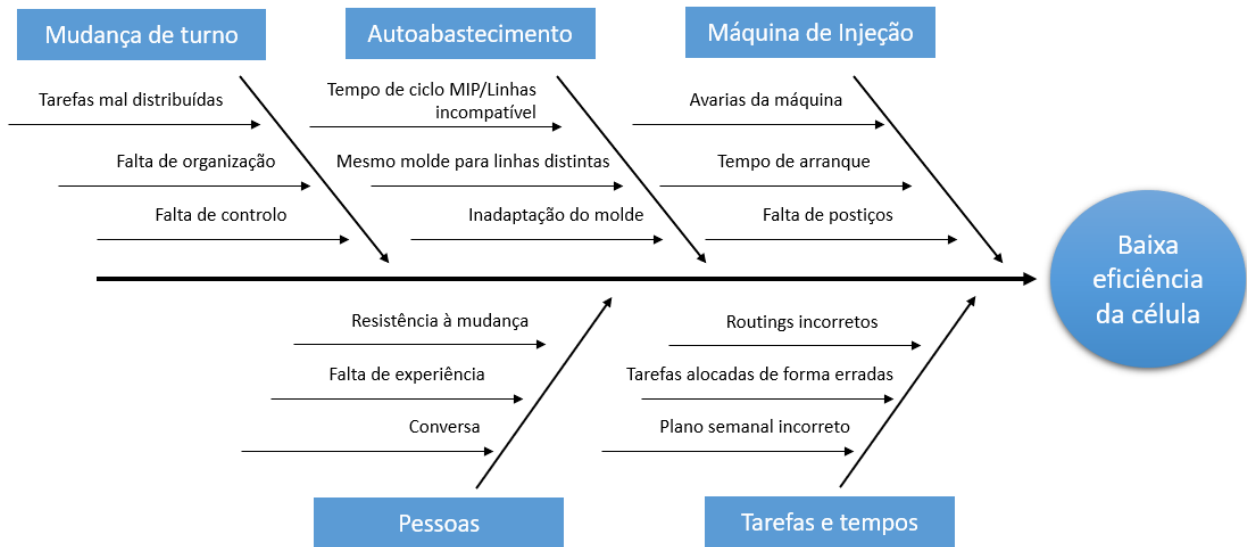 Mudança de turno
Autoabastecimento
Máquina de Injeção
Tarefas mal distribuídas
Falta de organização
Falta de controlo
Tempo de ciclo MIP/Linhas
incompatível
Mesmo molde para linhas distintas
Inadaptação do molde
Avarias da máquina
Tempo de arranque
Falta de postiços
Baixa
eficiência
da célula
Resistência à mudança
Falta de experiência
Conversa
Routings incorretos
Tarefas alocadas de forma erradas
Plano semanal incorreto
Pessoas
Tarefas e tempos